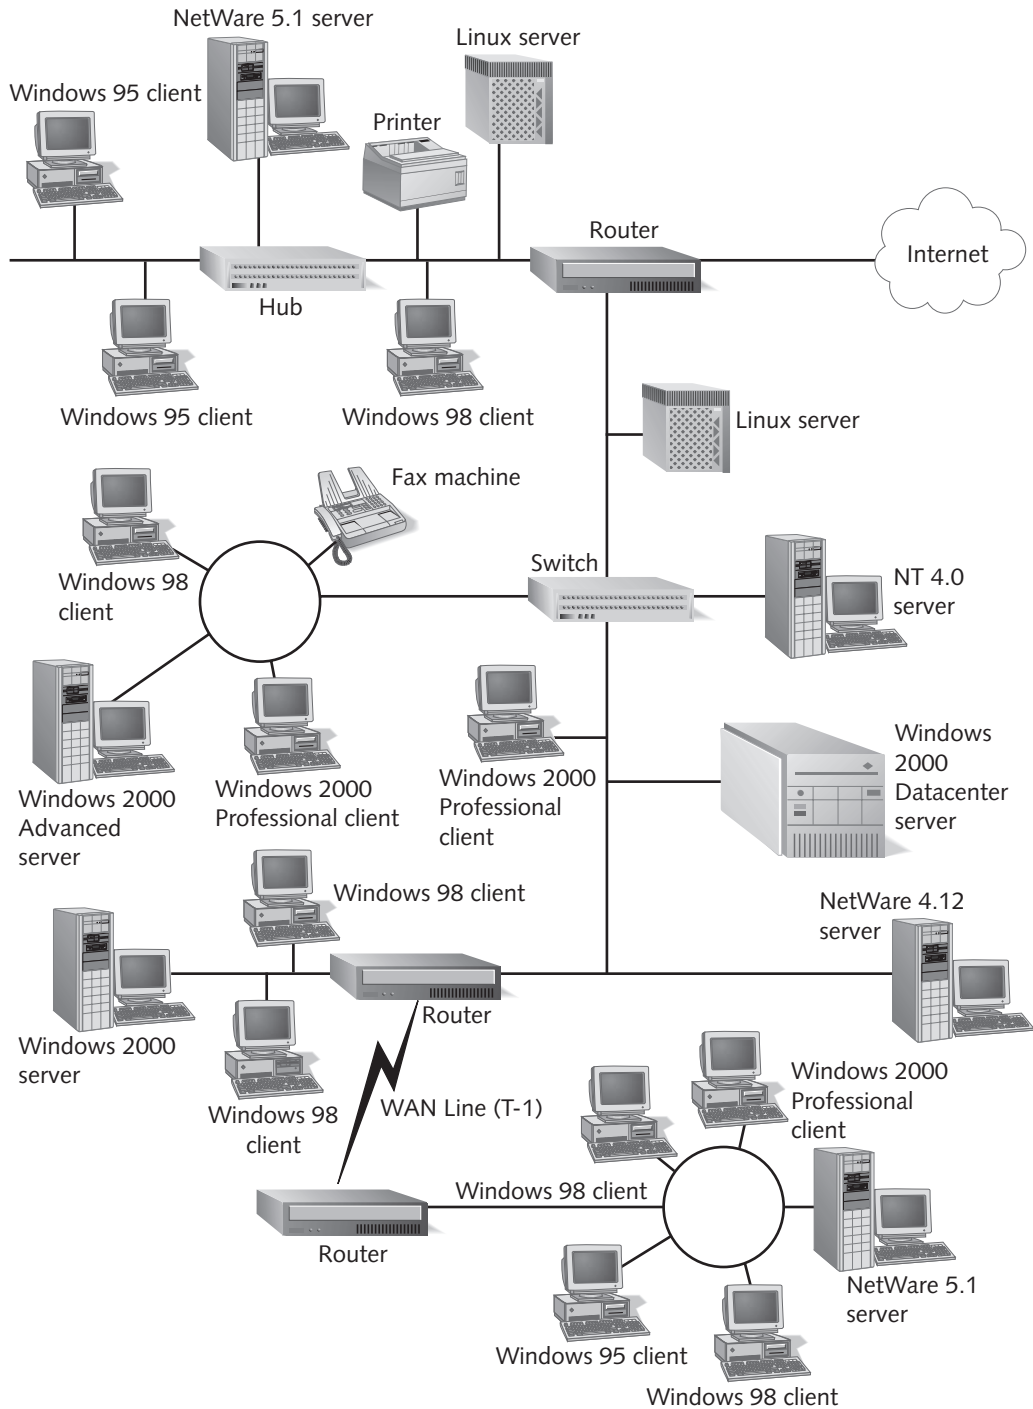 NetWare 5.1 server
Linux server
Windows 95 client
Printer
Router
Internet
Hub
Windows 95 client
Windows 98 client
Linux server
Fax machine
Windows 98
client
Switch
NT 4.0
server
Windows 2000
Advanced
server
Windows 2000
Professional client
Windows 2000
Professional
client
Windows
2000
Datacenter
server
Windows 98 client
NetWare 4.12
server
Windows 2000
server
Windows 98
client
Router
WAN Line (T-1)
Windows 2000
Professional
client
Windows 98 client
Router
NetWare 5.1
server
Windows 95 client
Windows 98 client